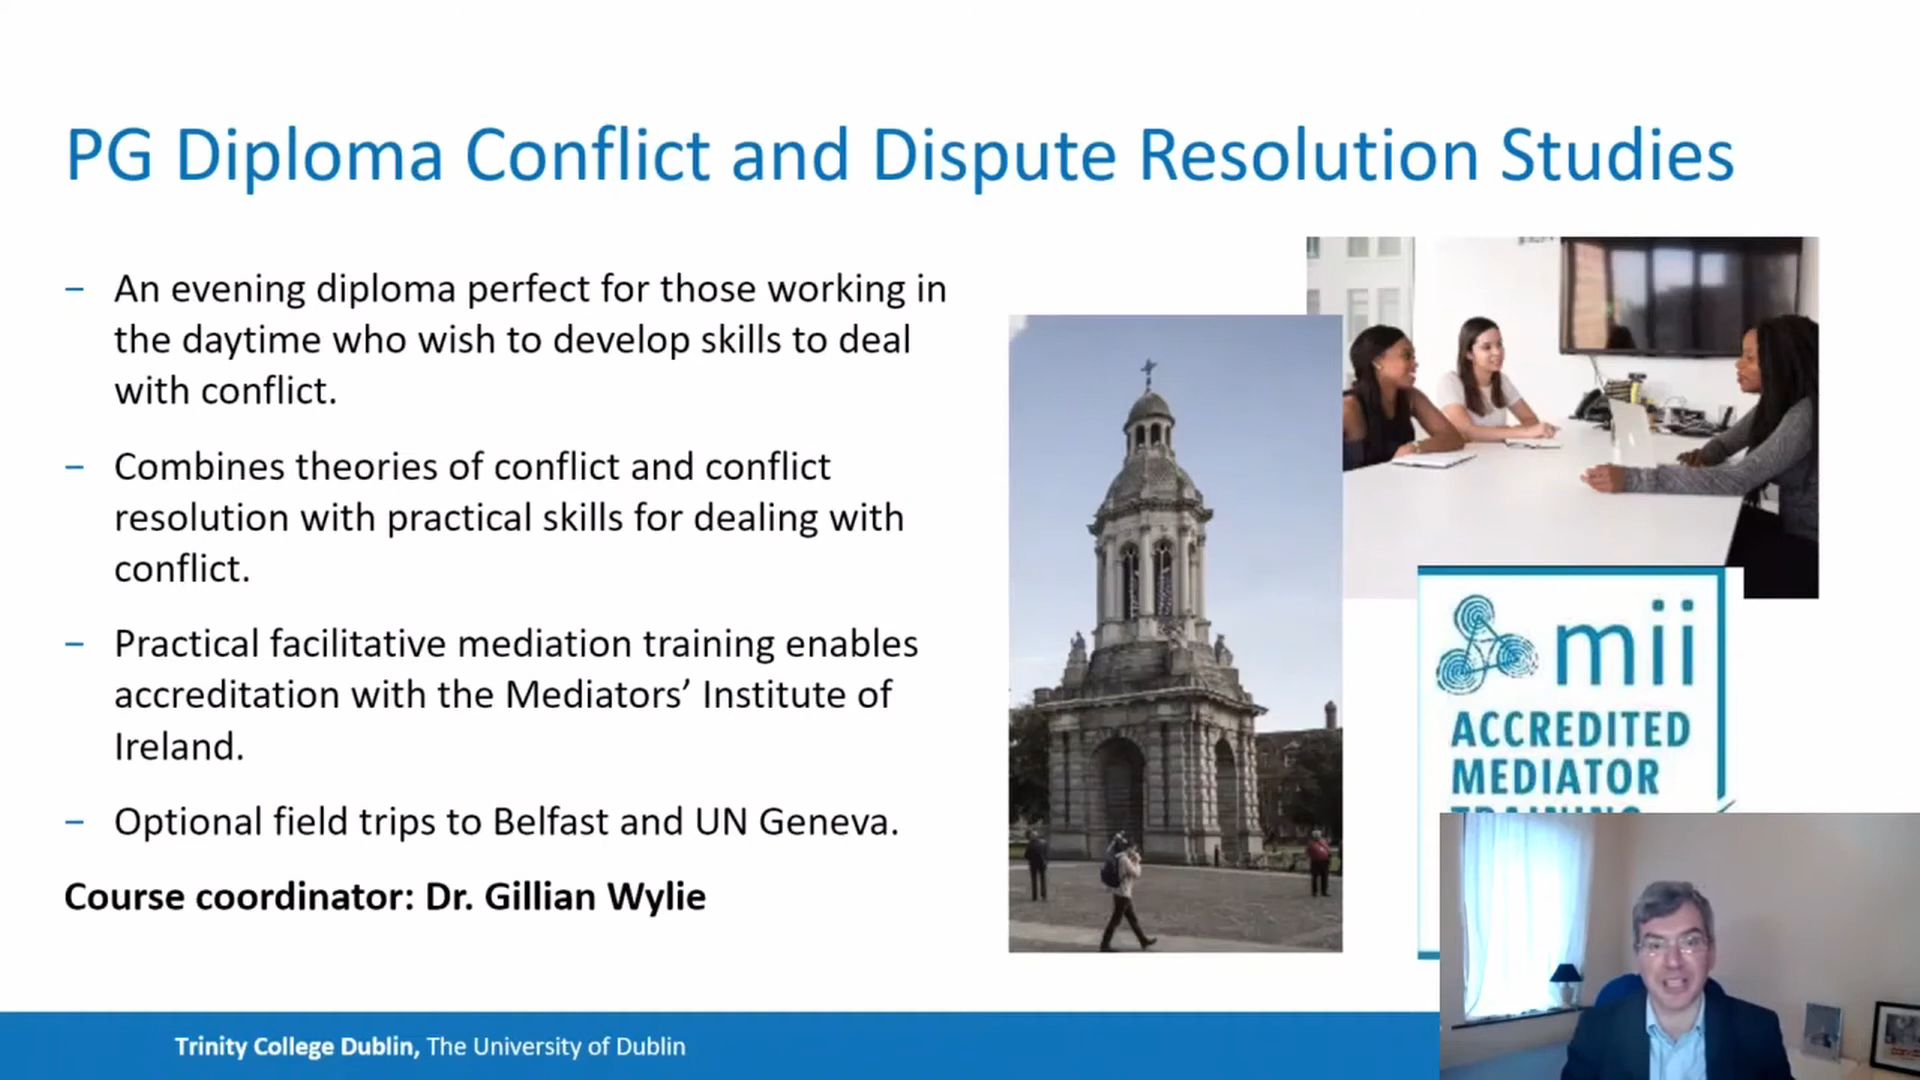 PG Diploma Conflict and Dispute Resolution Studies
– An evening diploma perfect for those working in
the daytime who wish to develop skills to deal
with conflict.
– Combines theories of conflict and conflict
resolution with practical skills for dealing with
conflict.
– Practical facilitative mediation training enables
accreditation with the Mediators’ Institute of
Ireland.
– Optional field trips to Belfast and UN Geneva.
Course coordinator: Dr. Gillian Wylie
mii
ACCREDITED
MEDIATOR
TRAINING
Trinity College Dublin, The University of Dublin